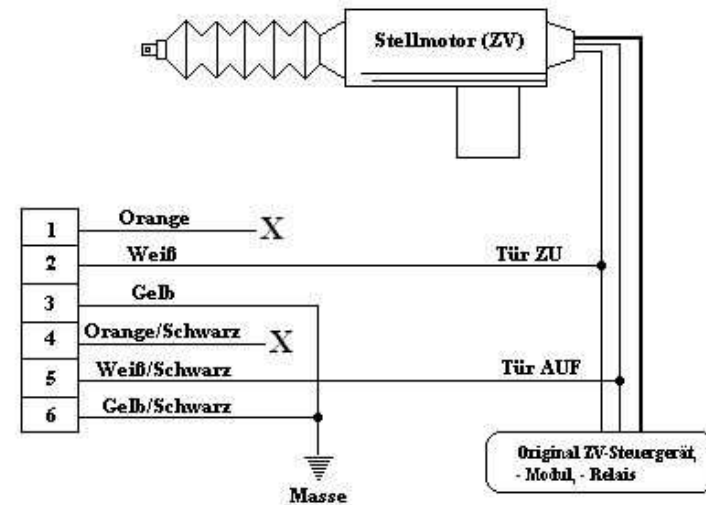 Stellmotor (ZV)
1 Orange X
2 Weiß Tür ZU
3 Gelb
4 Orange/Schwarz X
5 Weiß/Schwarz Tür AUF
6 Gelb/Schwarz
Masse
Original ZV-Steuergerät,
- Modul, - Relais